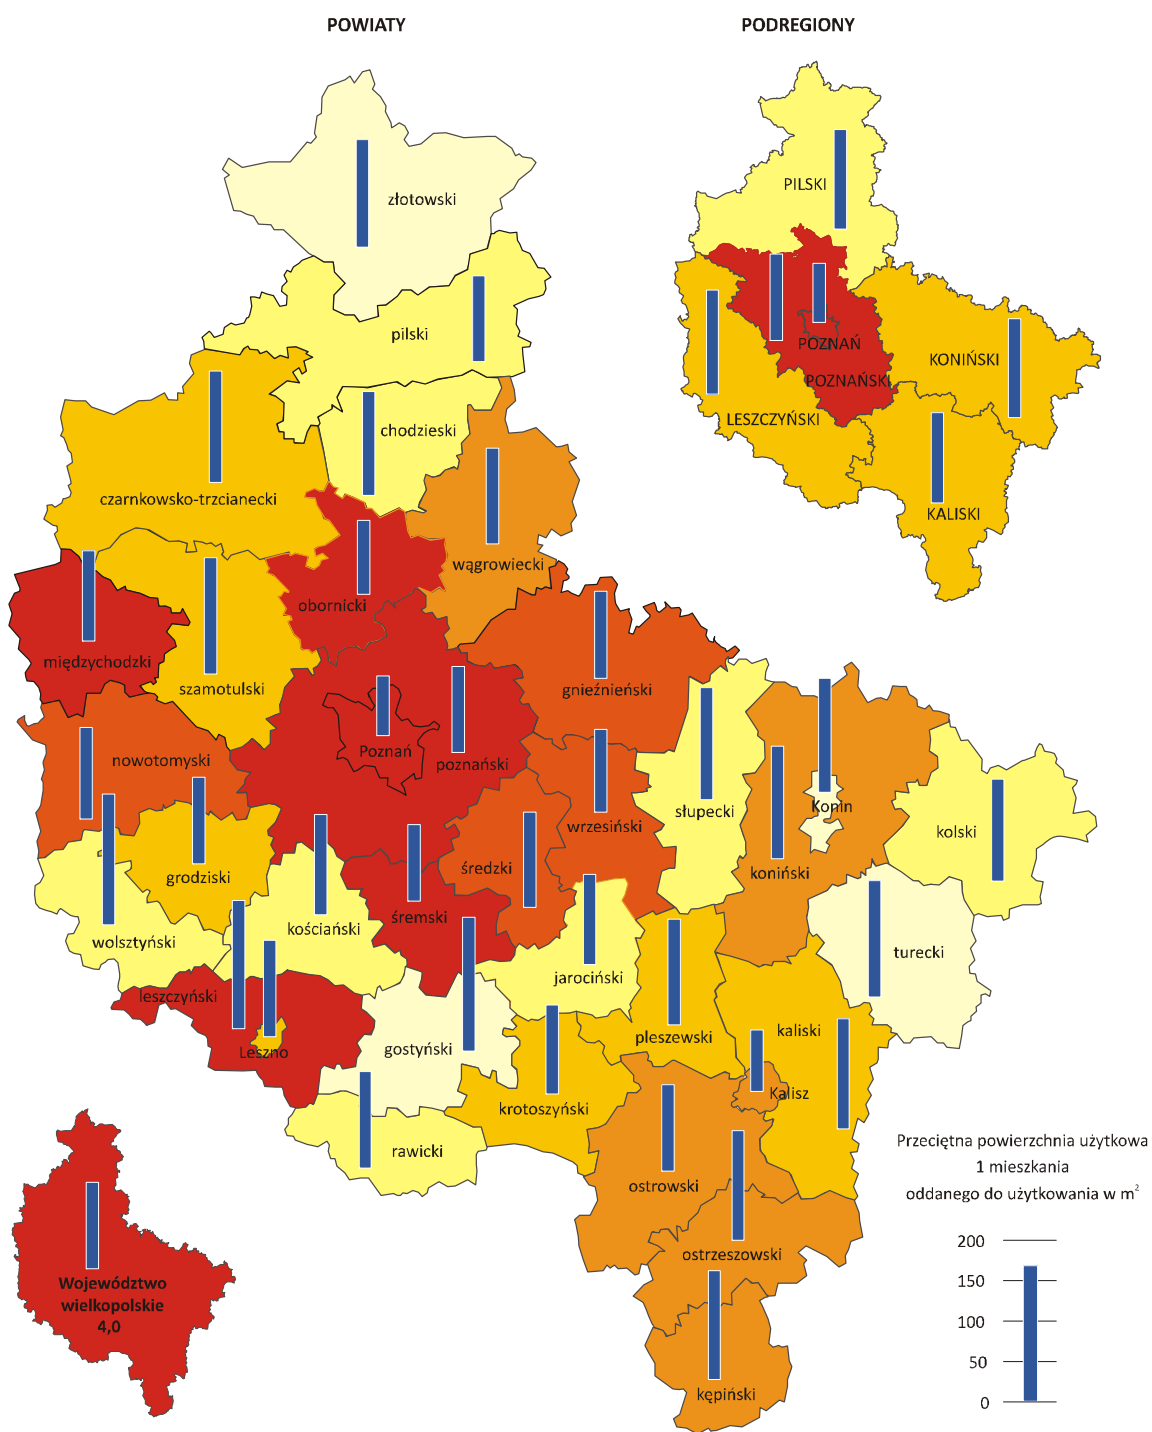 POWIATY
PODREGIONY
złotowski
pilski
chodzieski
czarnkowsko-trzcianecki
wągrowiecki
obornicki
międzychodzki
szamotulski
gnieźnieński
nowotomyski
Poznań
poznański
słupecki
Konin
wrzesiński
kolski
koniński
grodziski
średzki
śremski
kościański
wolsztyński
turecki
jarociński
leszczyński
Leszno
gostyński
pleszewski
kaliski
Kalisz
krotoszyński
rawicki
ostrowski
ostrzeszowski
kępiński
PILSKI
POZNAŃ
POZNAŃSKI
KONIŃSKI
LESZCZYŃSKI
KALISKI
Województwo
wielkopolskie
4,0
Przeciętna powierzchnia użytkowa
1 mieszkania
oddanego do użytkowania w m²
200
150
100
50
0